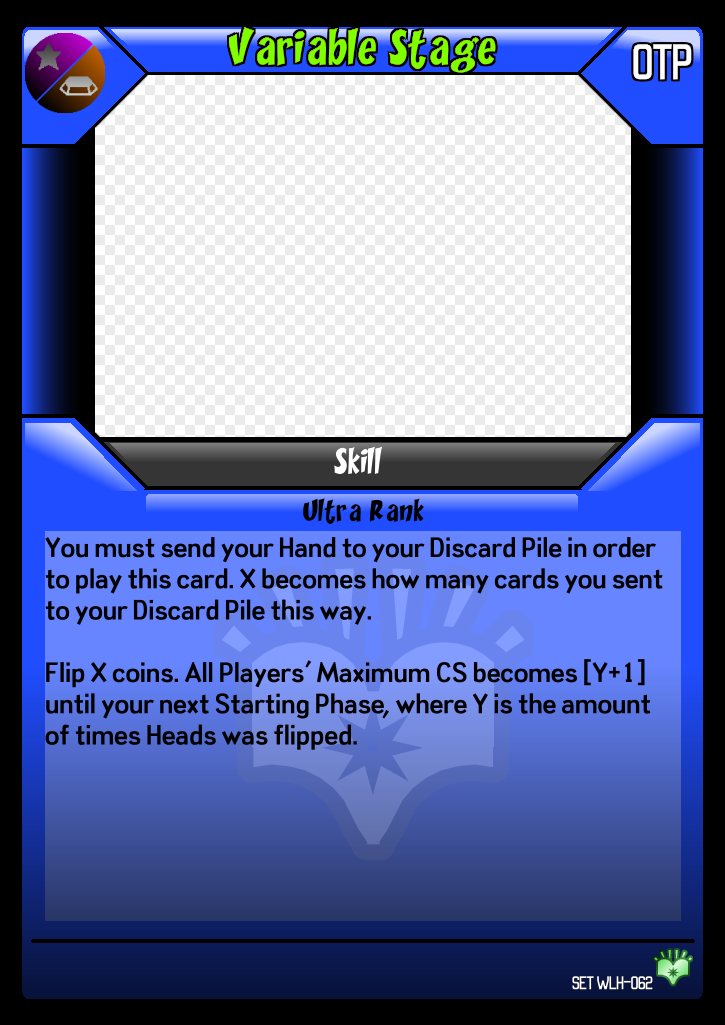 Variable Stage
OTP
Skill
Ultra Rank
You must send your Hand to your Discard Pile in order
to play this card. X becomes how many cards you sent
to your Discard Pile this way.
Flip X coins. All Players' Maximum CS becomes [Y+1]
until your next Starting Phase, where Y is the amount
of times Heads was flipped.
SET WLH-062